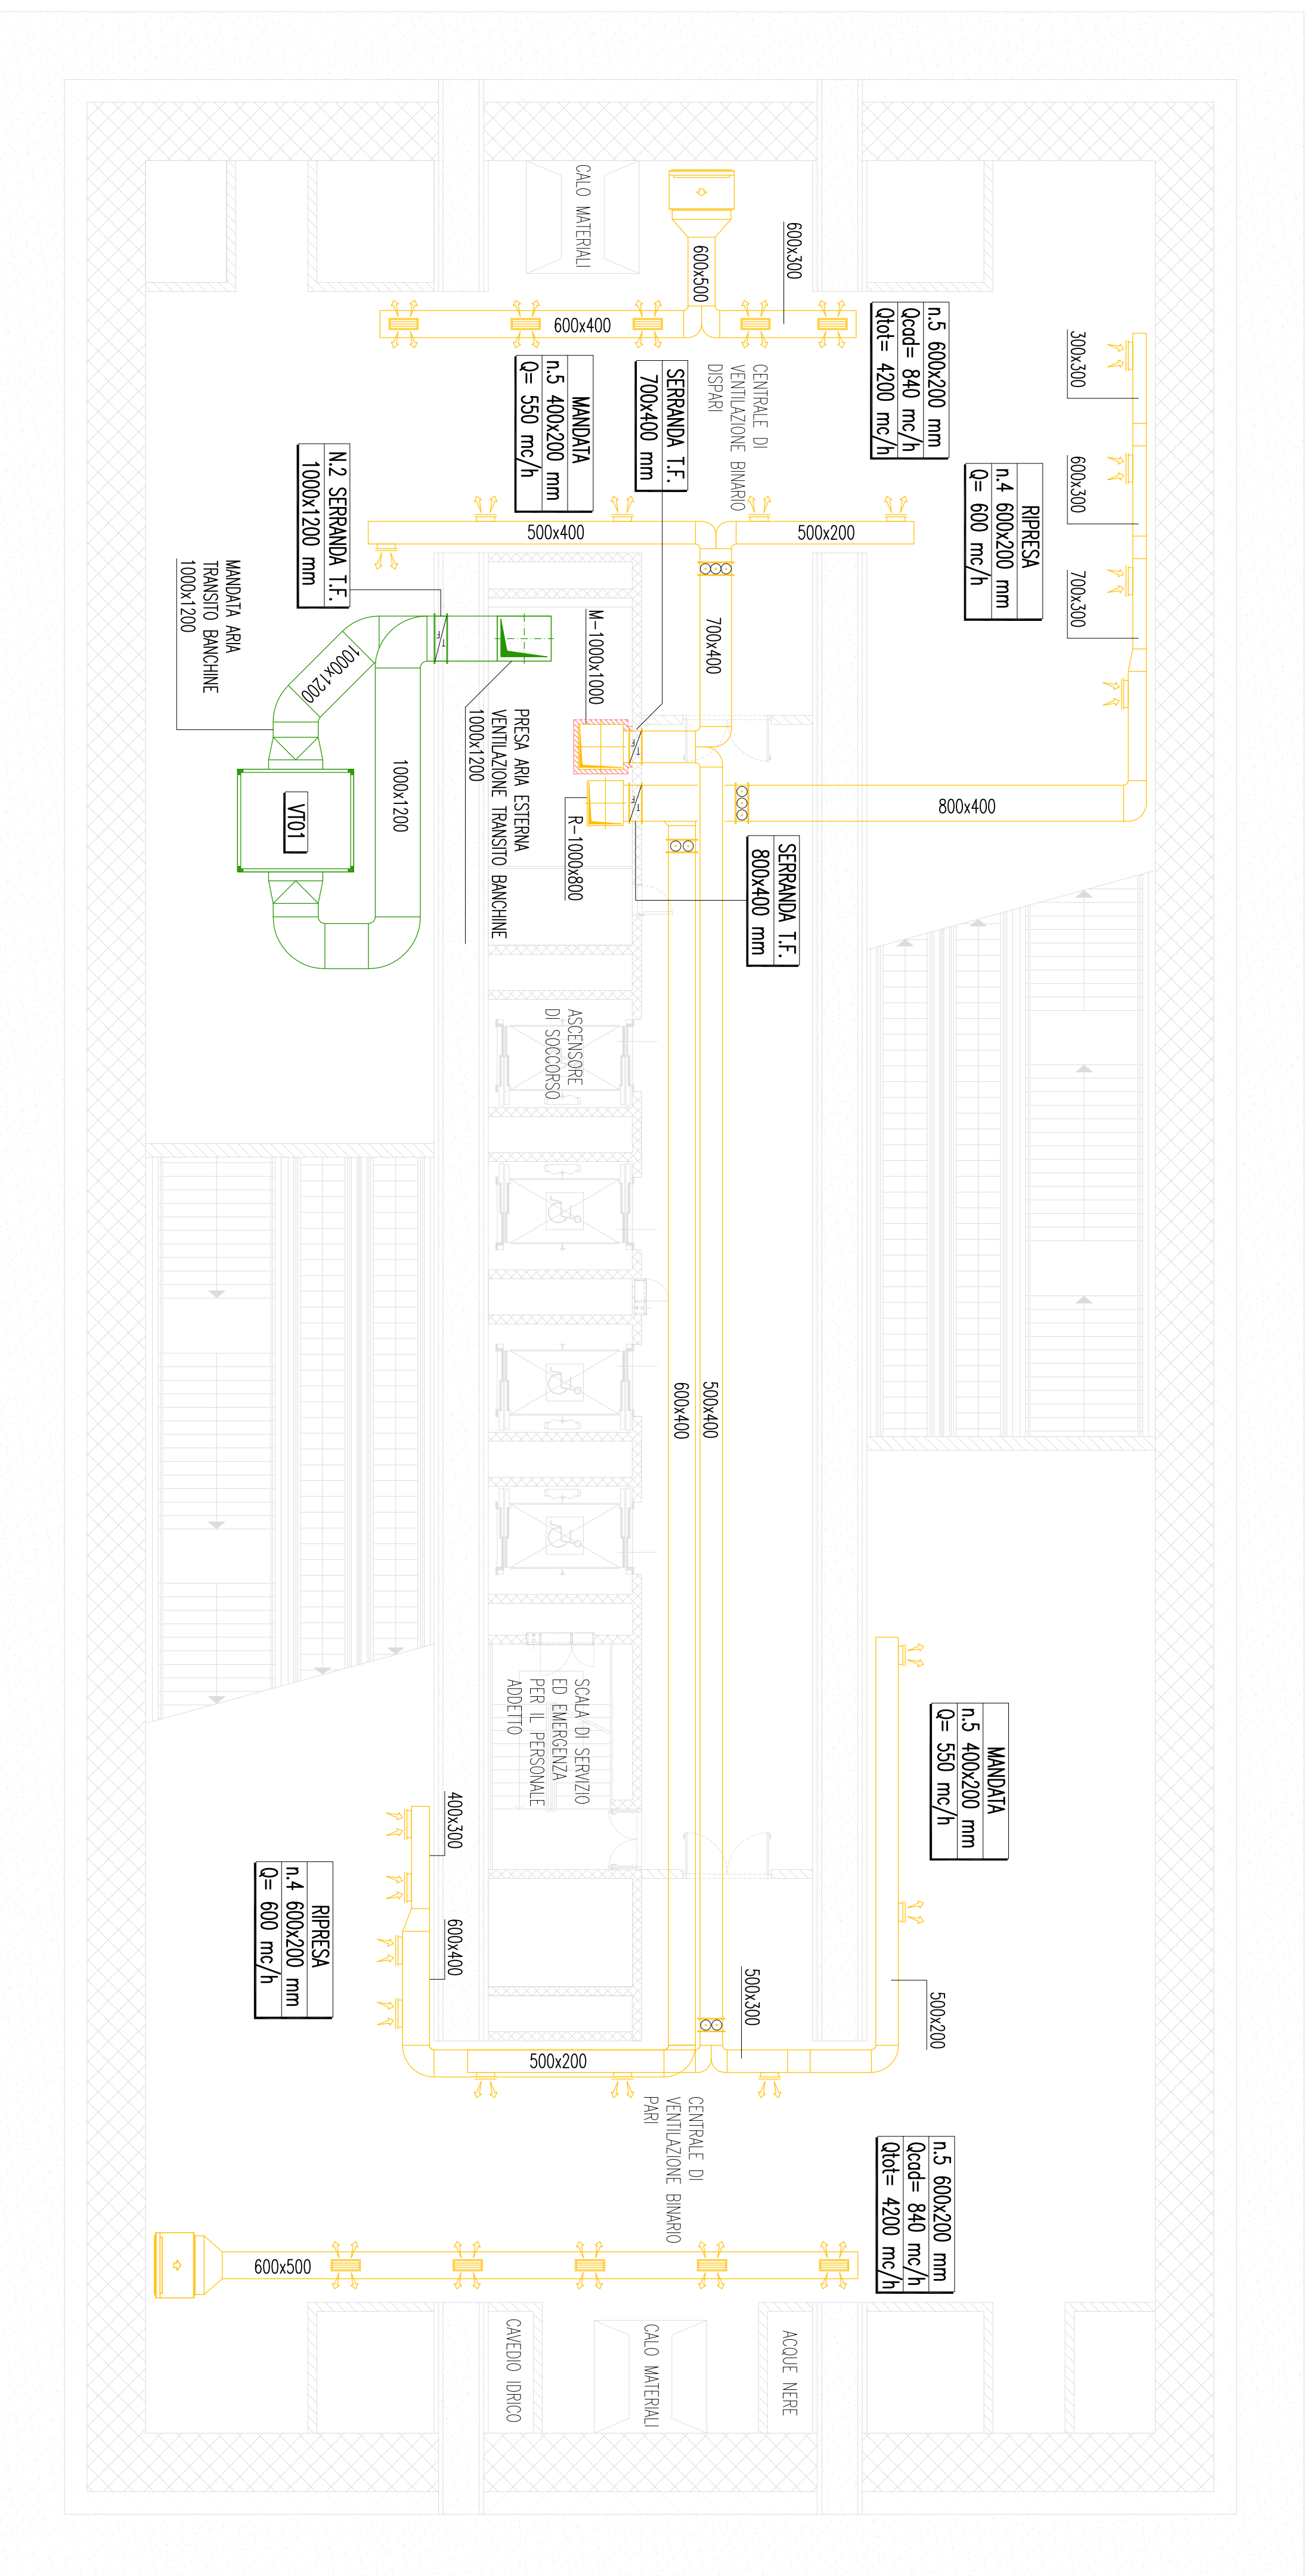 CALO MATERIALI
600x500
600x300
600x400
n.5 600x200 mm
Qcad= 840 mc/h
Qtot= 4200 mc/h
300x300
600x300
700x300
RIPRESA
n.4 600x200 mm
Q= 600 mc/h
CENTRALE DI
VENTILAZIONE BINARIO
DISPARI
SERRANDA T.F.
700x400 mm
MANDATA
n.5 400x200 mm
Q= 550 mc/h
N.2 SERRANDA T.F.
1000x1200 mm
500x400
500x200
MANDATA ARIA
TRANSITO BANCHINE
1000x1200
M-1000x1000
700x400
1000x1200
1000x1200
VT01
PRESA ARIA ESTERNA
VENTILAZIONE TRANSITO BANCHINE
1000x1200
R-1000x800
800x400
SERRANDA T.F.
800x400 mm
ASCENSORE
DI SOCCORSO
500x400
600x400
SCALA DI SERVIZIO
ED EMERGENZA
PER IL PERSONALE
ADDETTO
MANDATA
n.5 400x200 mm
Q= 550 mc/h
400x300
600x400
RIPRESA
n.4 600x200 mm
Q= 600 mc/h
500x300
500x200
500x200
CENTRALE DI
VENTILAZIONE BINARIO
PARI
n.5 600x200 mm
Qcad= 840 mc/h
Qtot= 4200 mc/h
600x500
ACQUE NERE
CALO MATERIALI
CAVEDIO IDRICO